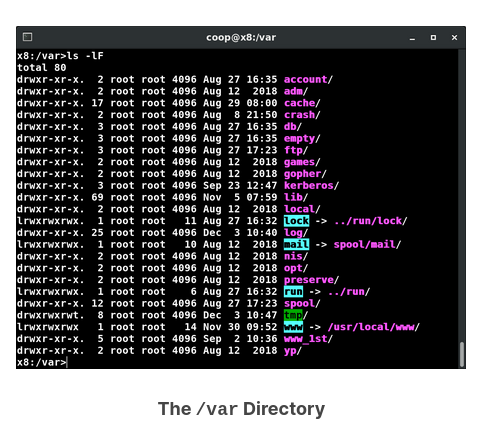 coop@x8:/var
x8:/var>ls -lF
total 80
drwxr-xr-x.  2 root root 4096 Aug 27 16:35 account/
drwxr-xr-x.  2 root root 4096 Aug 12  2018 adm/
drwxr-xr-x. 17 root root 4096 Aug 29 08:00 cache/
drwxr-xr-x.  2 root root 4096 Aug  8 21:50 crash/
drwxr-xr-x.  3 root root 4096 Aug 27 16:35 db/
drwxr-xr-x.  3 root root 4096 Aug 27 16:35 empty/
drwxr-xr-x.  3 root root 4096 Aug 27 17:23 ftp/
drwxr-xr-x.  2 root root 4096 Aug 12  2018 games/
drwxr-xr-x.  2 root root 4096 Aug 12  2018 gopher/
drwxr-xr-x.  3 root root 4096 Sep 23 12:47 kerberos/
drwxr-xr-x. 69 root root 4096 Nov  5 07:59 lib/
drwxr-xr-x.  2 root root 4096 Aug 12  2018 local/
lrwxrwxrwx.  1 root root   11 Aug 27 16:32 lock -> ../run/lock/
drwxr-xr-x. 25 root root 4096 Dec  3 10:40 log/
lrwxrwxrwx.  1 root root   10 Aug 12  2018 mail -> spool/mail/
drwxr-xr-x.  2 root root 4096 Aug 12  2018 nis/
drwxr-xr-x.  2 root root 4096 Aug 12  2018 opt/
drwxr-xr-x.  2 root root 4096 Aug 12  2018 preserve/
lrwxrwxrwx.  1 root root    6 Aug 27 16:32 run -> ../run/
drwxr-xr-x. 12 root root 4096 Aug 27 17:23 spool/
drwxrwxrwt.  8 root root 4096 Dec  3 10:47 tmp/
lrwxrwxrwx   1 root root   14 Nov 30 09:52 www -> /usr/local/www/
drwxr-xr-x.  5 root root 4096 Sep  2 10:36 www_1st/
drwxr-xr-x.  2 root root 4096 Aug 12  2018 yp/
x8:/var>
The /var Directory